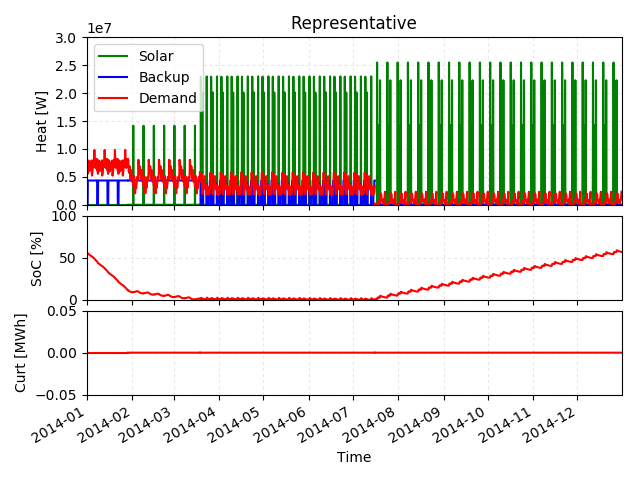 Representative
1e7
3.0
2.5
2.0
1.5
1.0
0.5
0.0
Heat [W]
Solar
Backup
Demand
100
50
0
SoC [%]
0.05
0.00
−0.05
Curt [MWh]
2014-01
2014-02
2014-03
2014-04
2014-05
2014-06
2014-07
2014-08
2014-09
2014-10
2014-11
2014-12
Time